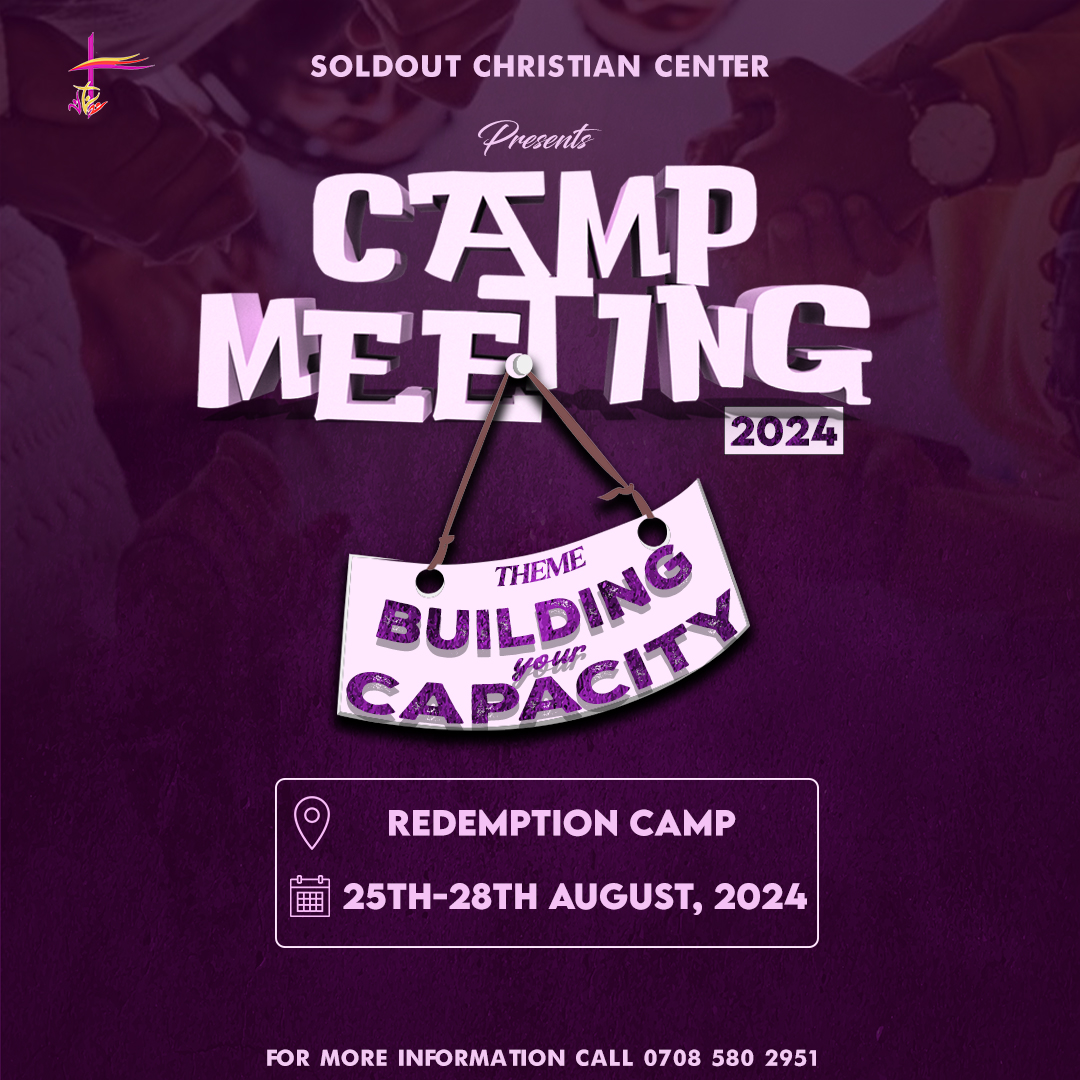 SOLDOUT CHRISTIAN CENTER
Presents
CAMP
MEETING
2024
THEME
BUILDING
your
CAPACITY
REDEMPTION CAMP
25TH-28TH AUGUST, 2024
FOR MORE INFORMATION CALL 0708 580 2951